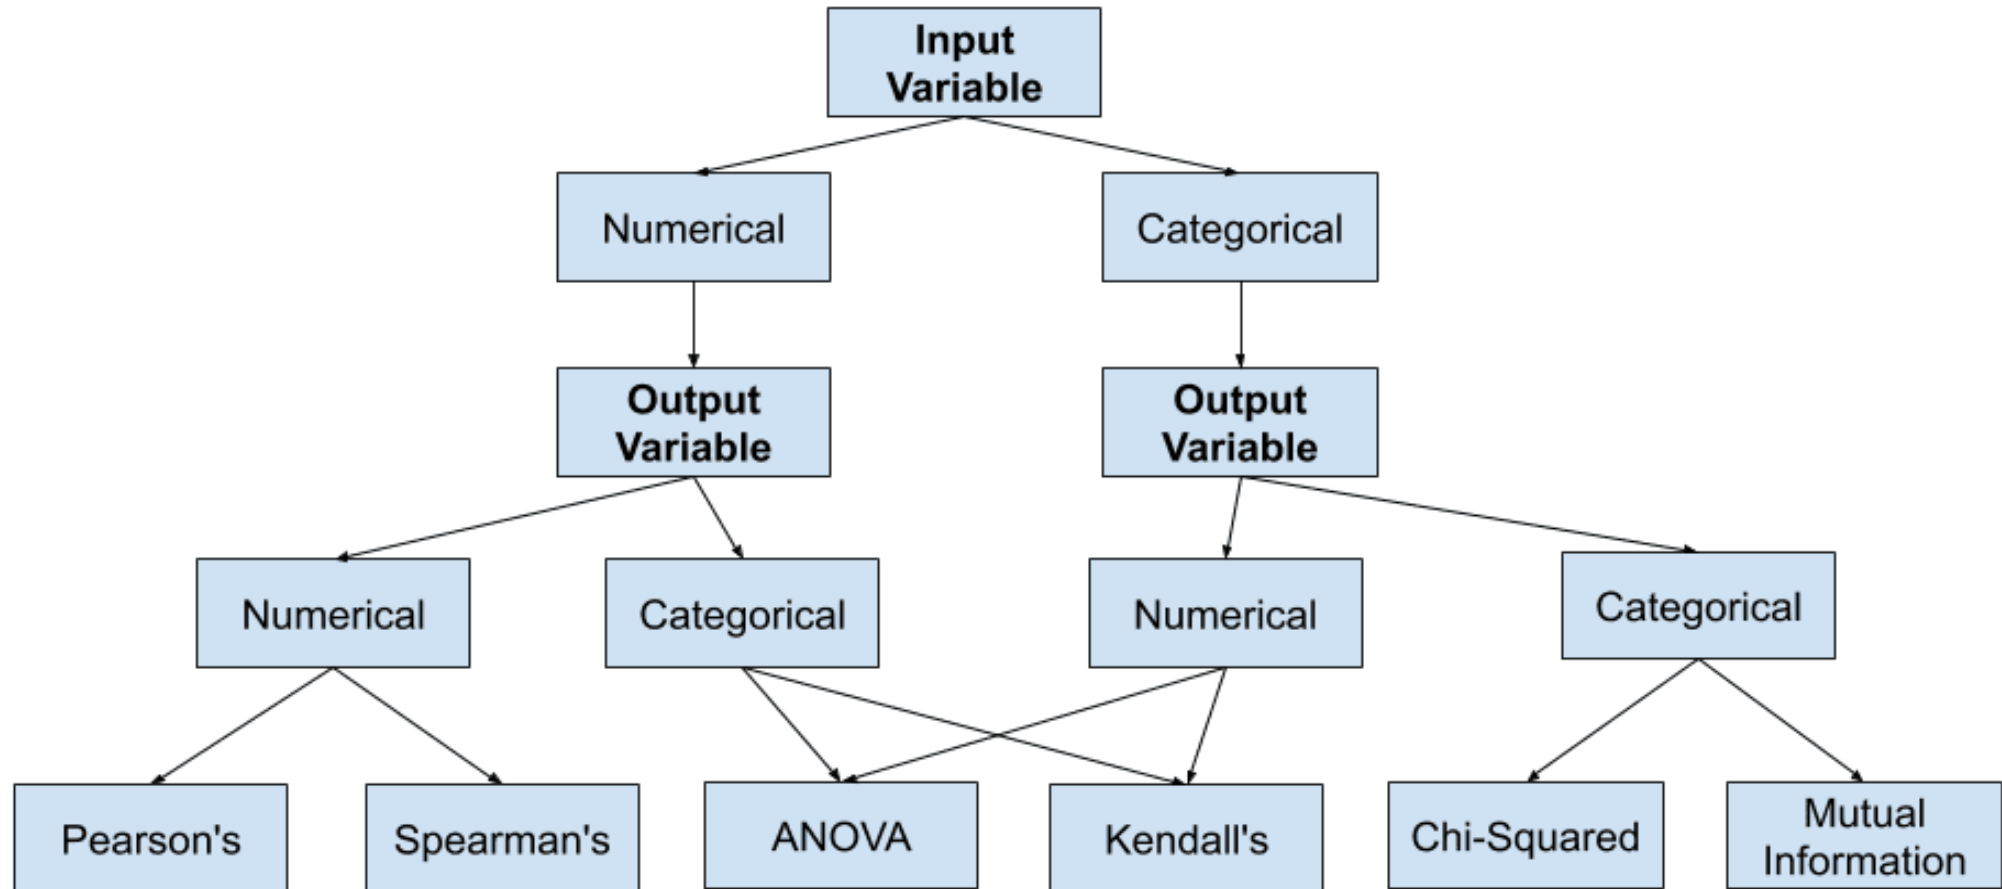 Input
Variable
Numerical
Categorical
Output
Variable
Output
Variable
Numerical
Categorical
Numerical
Categorical
Pearson's
Spearman's
ANOVA
Kendall's
Chi-Squared
Mutual
Information